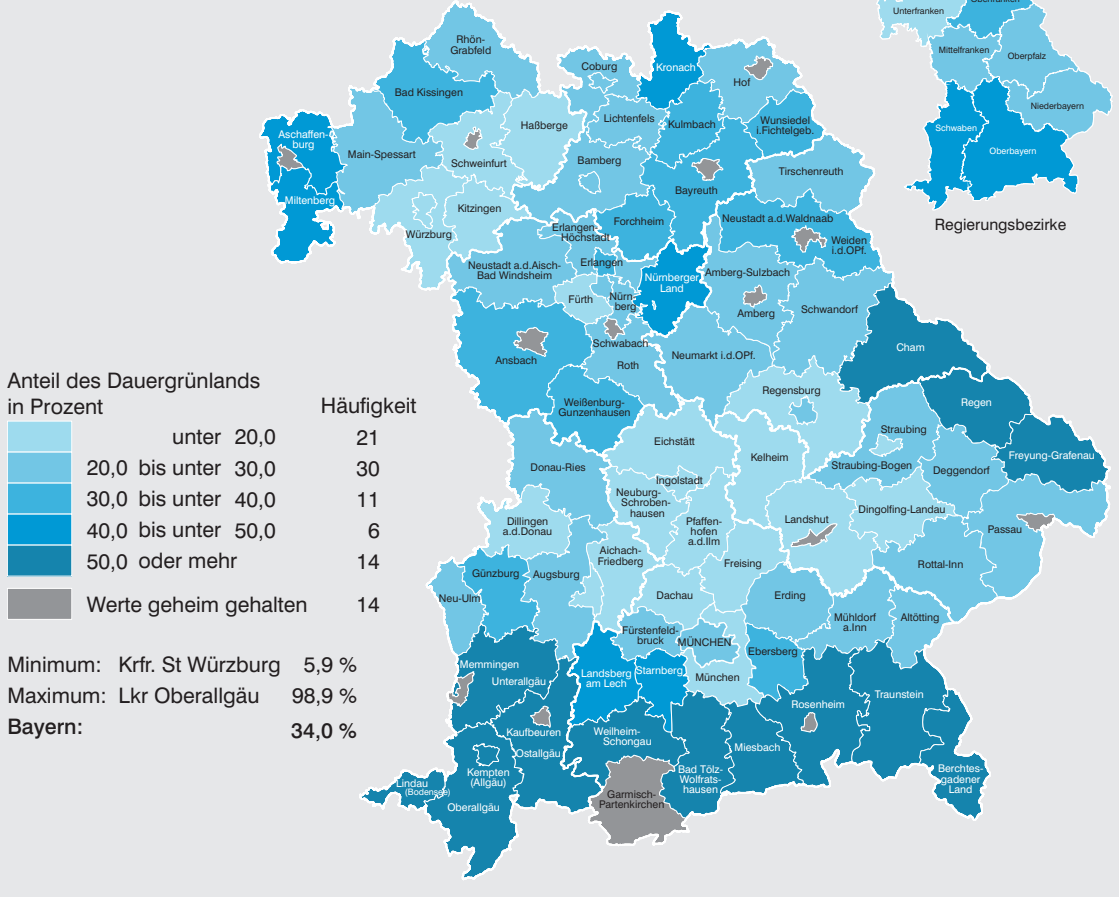 Unterfranken
Oberfranken
Mittelfranken
Oberpfalz
Niederbayern
Schwaben
Oberbayern
Regierungsbezirke
Rhön-
Grabfeld
Bad Kissingen
Coburg
Kronach
Hof
Lichtenfels
Kulmbach
Wunsiedel
i.Fichtelgeb.
Haßberge
Aschaffen-
burg
Main-Spessart
Schweinfurt
Bamberg
Bayreuth
Tirschenreuth
Miltenberg
Kitzingen
Würzburg
Forchheim
Neustadt a.d.Waldnaab
Weiden
i.d.OPf.
Erlangen-
Höchstadt
Erlangen
Neustadt a.d.Aisch-
Bad Windsheim
Nürnberger
Land
Amberg-Sulzbach
Amberg
Fürth
Nürn-
berg
Schwandorf
Schwabach
Ansbach
Roth
Neumarkt i.d.OPf.
Cham
Weißenburg-
Gunzenhausen
Regensburg
Regen
Eichstätt
Kelheim
Straubing
Straubing-Bogen
Freyung-Grafenau
Deggendorf
Donau-Ries
Ingolstadt
Neuburg-
Schroben-
hausen
Pfaffen-
hofen
a.d.Ilm
Landshut
Dingolfing-Landau
Passau
Dillingen
a.d.Donau
Aichach-
Friedberg
Freising
Rottal-Inn
Günzburg
Augsburg
Neu-Ulm
Dachau
Erding
Mühldorf
a.Inn
Altötting
Fürstenfeld-
bruck
MÜNCHEN
München
Ebersberg
Memmingen
Unterallgäu
Landsberg
am Lech
Starnberg
Rosenheim
Traunstein
Kaufbeuren
Ostallgäu
Weilheim-
Schongau
Miesbach
Bad Tölz-
Wolfrats-
hausen
Berchtes-
gadener
Land
Lindau
(Bodensee)
Kempten
(Allgäu)
Oberallgäu
Garmisch-
Partenkirchen
Anteil des Dauergrünlands
in Prozent Häufigkeit
unter 20,0 21
20,0 bis unter 30,0 30
30,0 bis unter 40,0 11
40,0 bis unter 50,0 6
50,0 oder mehr 14
Werte geheim gehalten 14
Minimum: Krfr. St Würzburg 5,9 %
Maximum: Lkr Oberallgäu 98,9 %
Bayern: 34,0 %